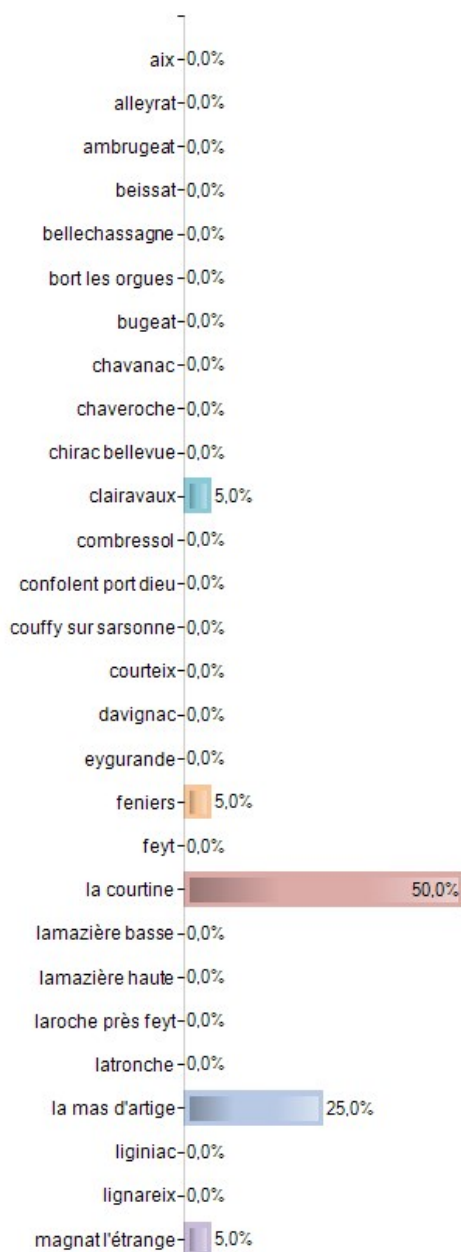 aix 0,0%
alleyrat 0,0%
ambrugeat 0,0%
beissat 0,0%
bellechassagne 0,0%
bort les orgues 0,0%
bugeat 0,0%
chavanac 0,0%
chaveroche 0,0%
chirac bellevue 0,0%
clairavaux 5,0%
combressol 0,0%
confolent port dieu 0,0%
couffy sur sarsonne 0,0%
courteix 0,0%
davignac 0,0%
eygurande 0,0%
feniers 5,0%
feyt 0,0%
la courtine 50,0%
lamazière basse 0,0%
lamazière haute 0,0%
laroche près feyt 0,0%
latronche 0,0%
la mas d'artige 25,0%
liginiac 0,0%
lignareix 0,0%
magnat l'étrange 5,0%